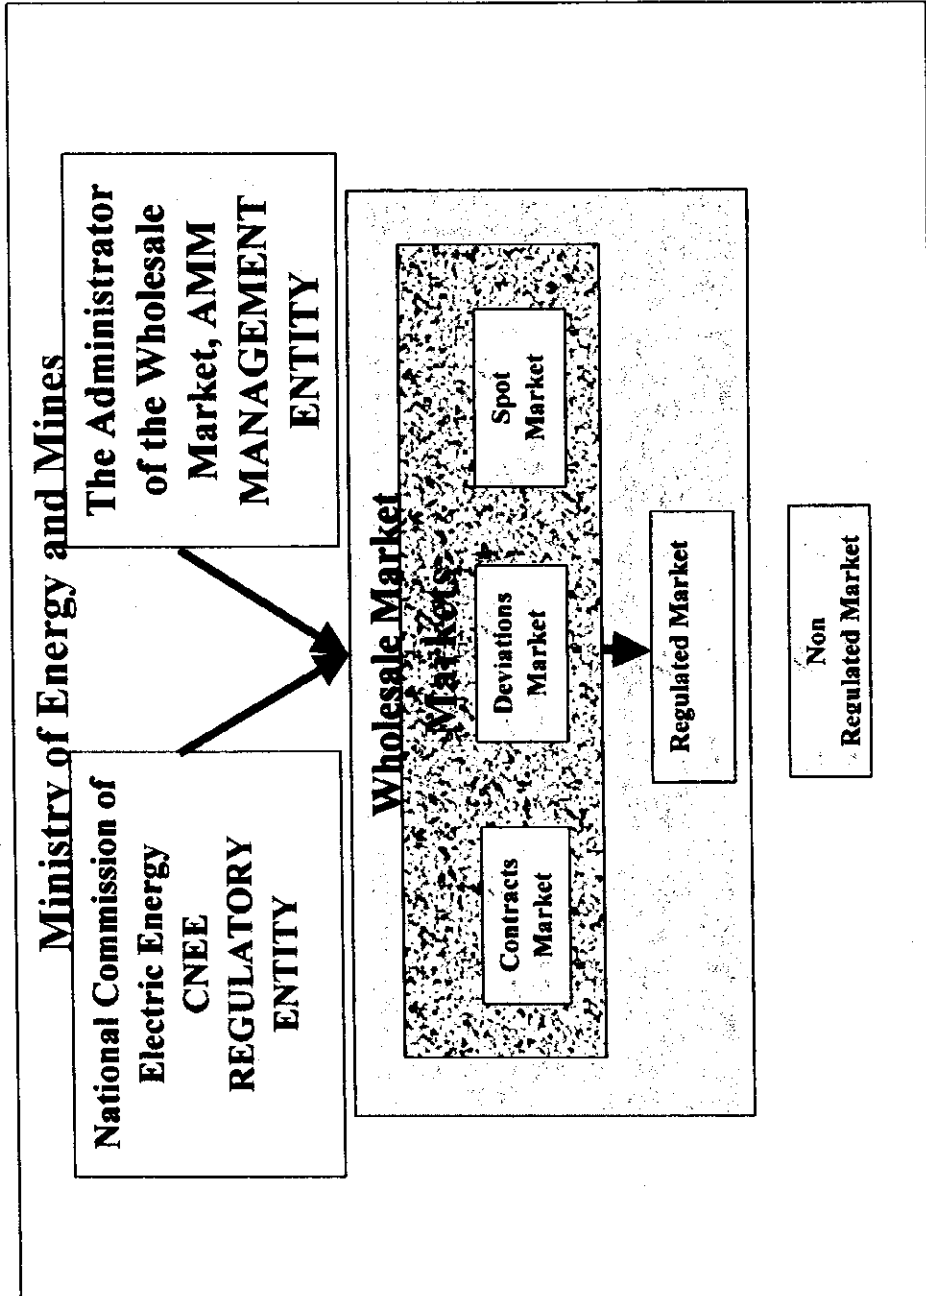 Ministry of Energy and Mines
National Commission of
Electric Energy
CNEE
REGULATORY
ENTITY
The Administrator
of the Wholesale
Market, AMM
MANAGEMENT
ENTITY
Wholesale Market
Markets
Contracts
Market
Deviations
Market
Spot
Market
Regulated Market
Non
Regulated Market